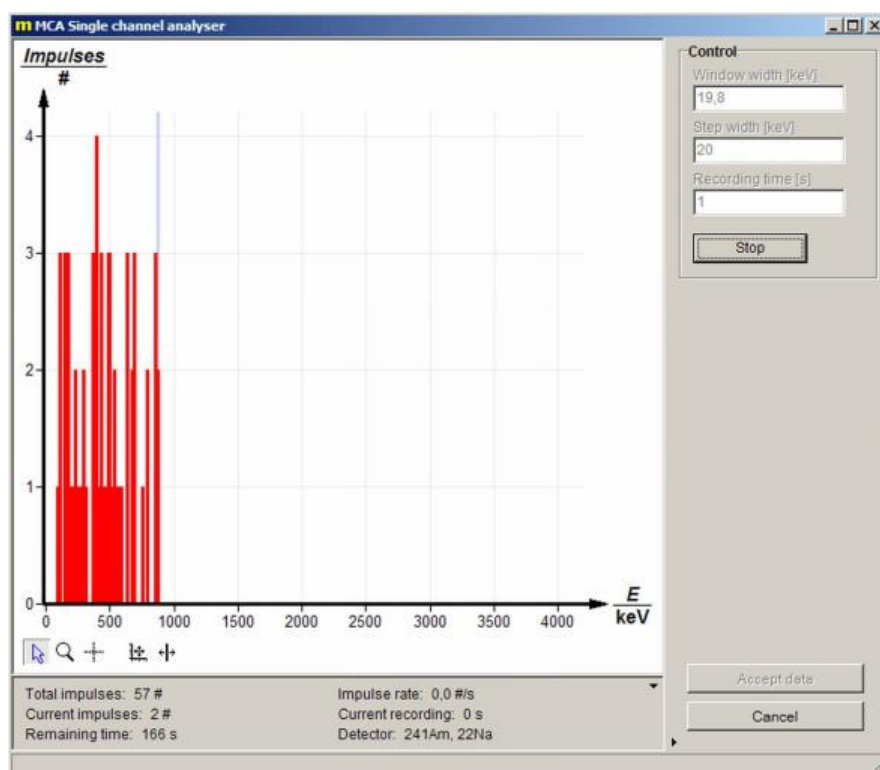 m MCA Single channel analyser
Impulses
#
4
3
2
1
0
0 500 1000 1500 2000 2500 3000 3500 4000
E
keV
Control
Window width [keV]
19,8
Step width [keV]
20
Recording time [s]
1
Stop
Total impulses: 57 #
Current impulses: 2 #
Remaining time: 166 s
Impulse rate: 0,0 #/s
Current recording: 0 s
Detector: 241Am, 22Na
Accept data
Cancel